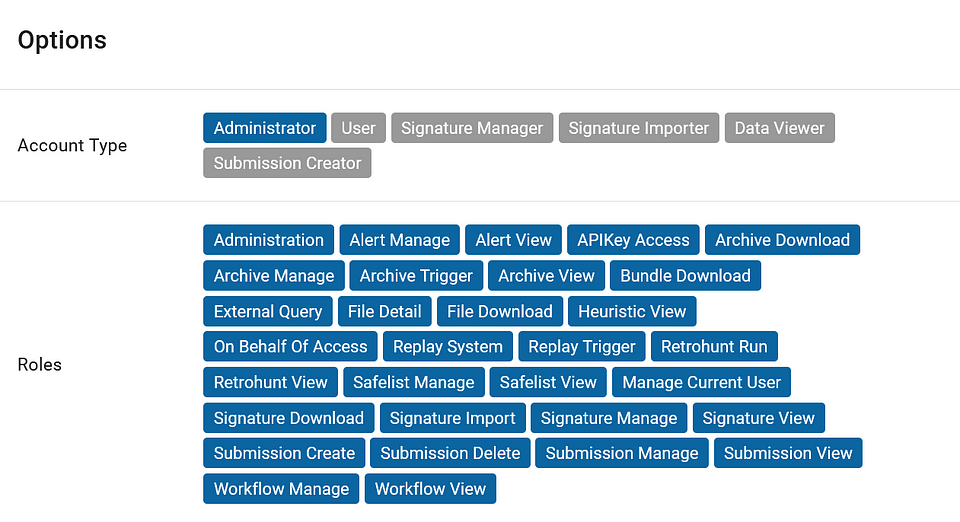 Options
Account Type
Administrator User Signature Manager Signature Importer Data Viewer
Submission Creator
Roles
Administration Alert Manage Alert View APIKey Access Archive Download
Archive Manage Archive Trigger Archive View Bundle Download
External Query File Detail File Download Heuristic View
On Behalf Of Access Replay System Replay Trigger Retrohunt Run
Retrohunt View Safelist Manage Safelist View Manage Current User
Signature Download Signature Import Signature Manage Signature View
Submission Create Submission Delete Submission Manage Submission View
Workflow Manage Workflow View